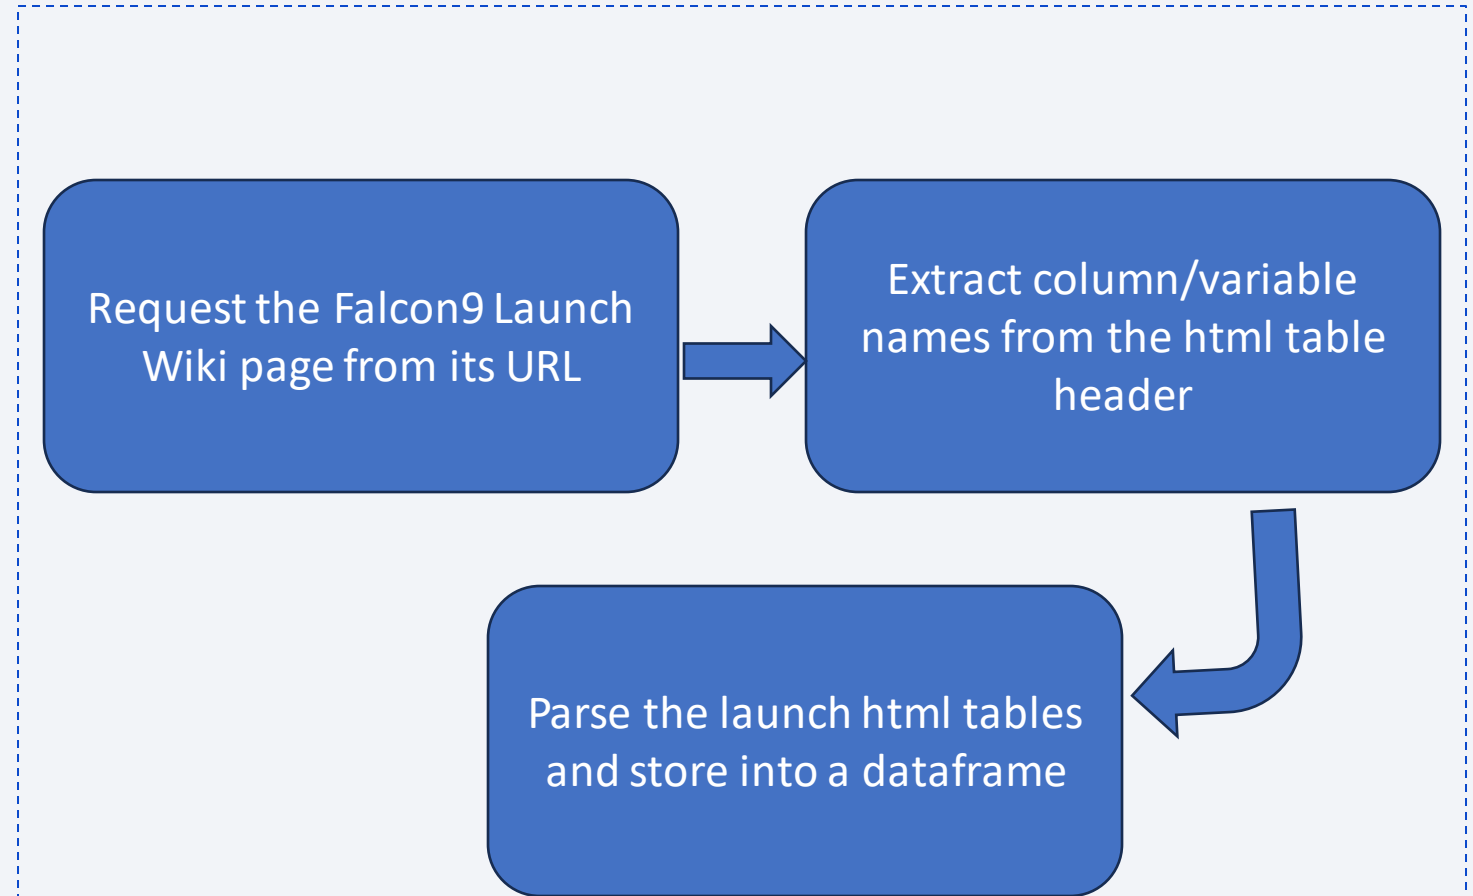 Request the Falcon9 Launch
Wiki page from its URL
Extract column/variable
names from the html table
header
Parse the launch html tables
and store into a dataframe